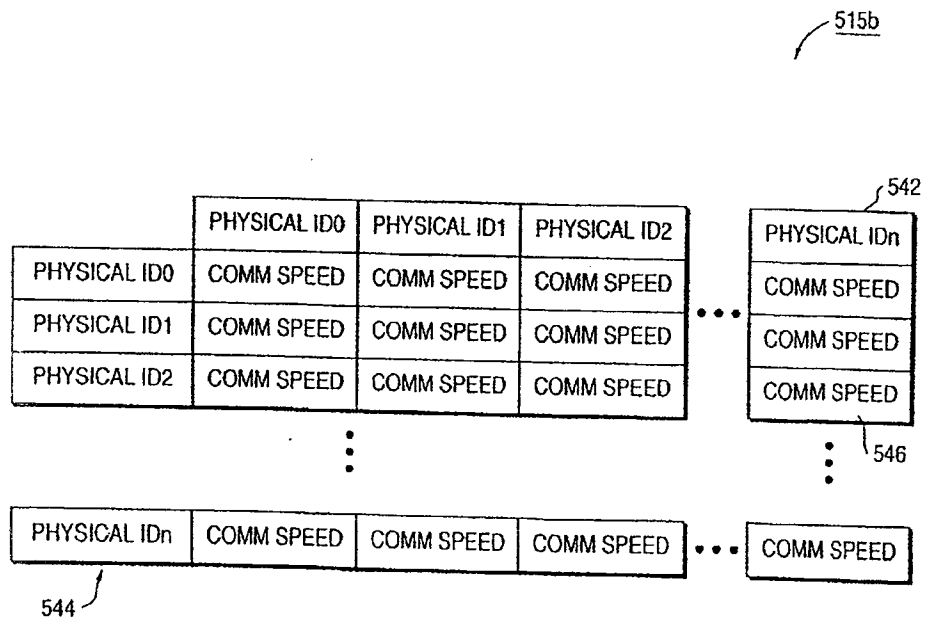 515b
542
PHYSICAL ID0 PHYSICAL ID1 PHYSICAL ID2 PHYSICAL IDn
PHYSICAL ID0 COMM SPEED COMM SPEED COMM SPEED COMM SPEED
PHYSICAL ID1 COMM SPEED COMM SPEED COMM SPEED COMM SPEED
PHYSICAL ID2 COMM SPEED COMM SPEED COMM SPEED COMM SPEED
546
PHYSICAL IDn COMM SPEED COMM SPEED COMM SPEED COMM SPEED
544